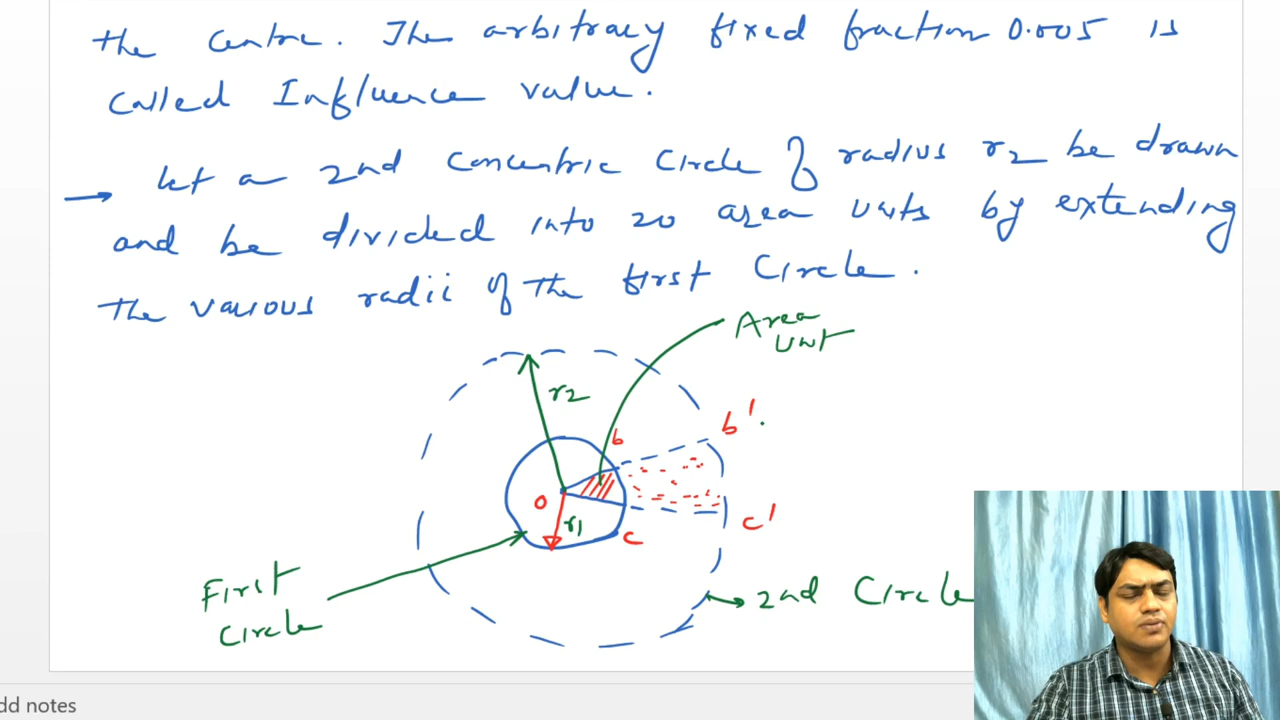 the centre. The arbitracy fixed fraction 0.005 is
called Influence value.
→ let a 2nd concentric circle of radius r2 be drawn
and be divided into 20 area units by extending
the various radii of the first circle.
Area
Unit
r2
b
b'
O
r1
c
c'
First
Circle
2nd Circle
dd notes